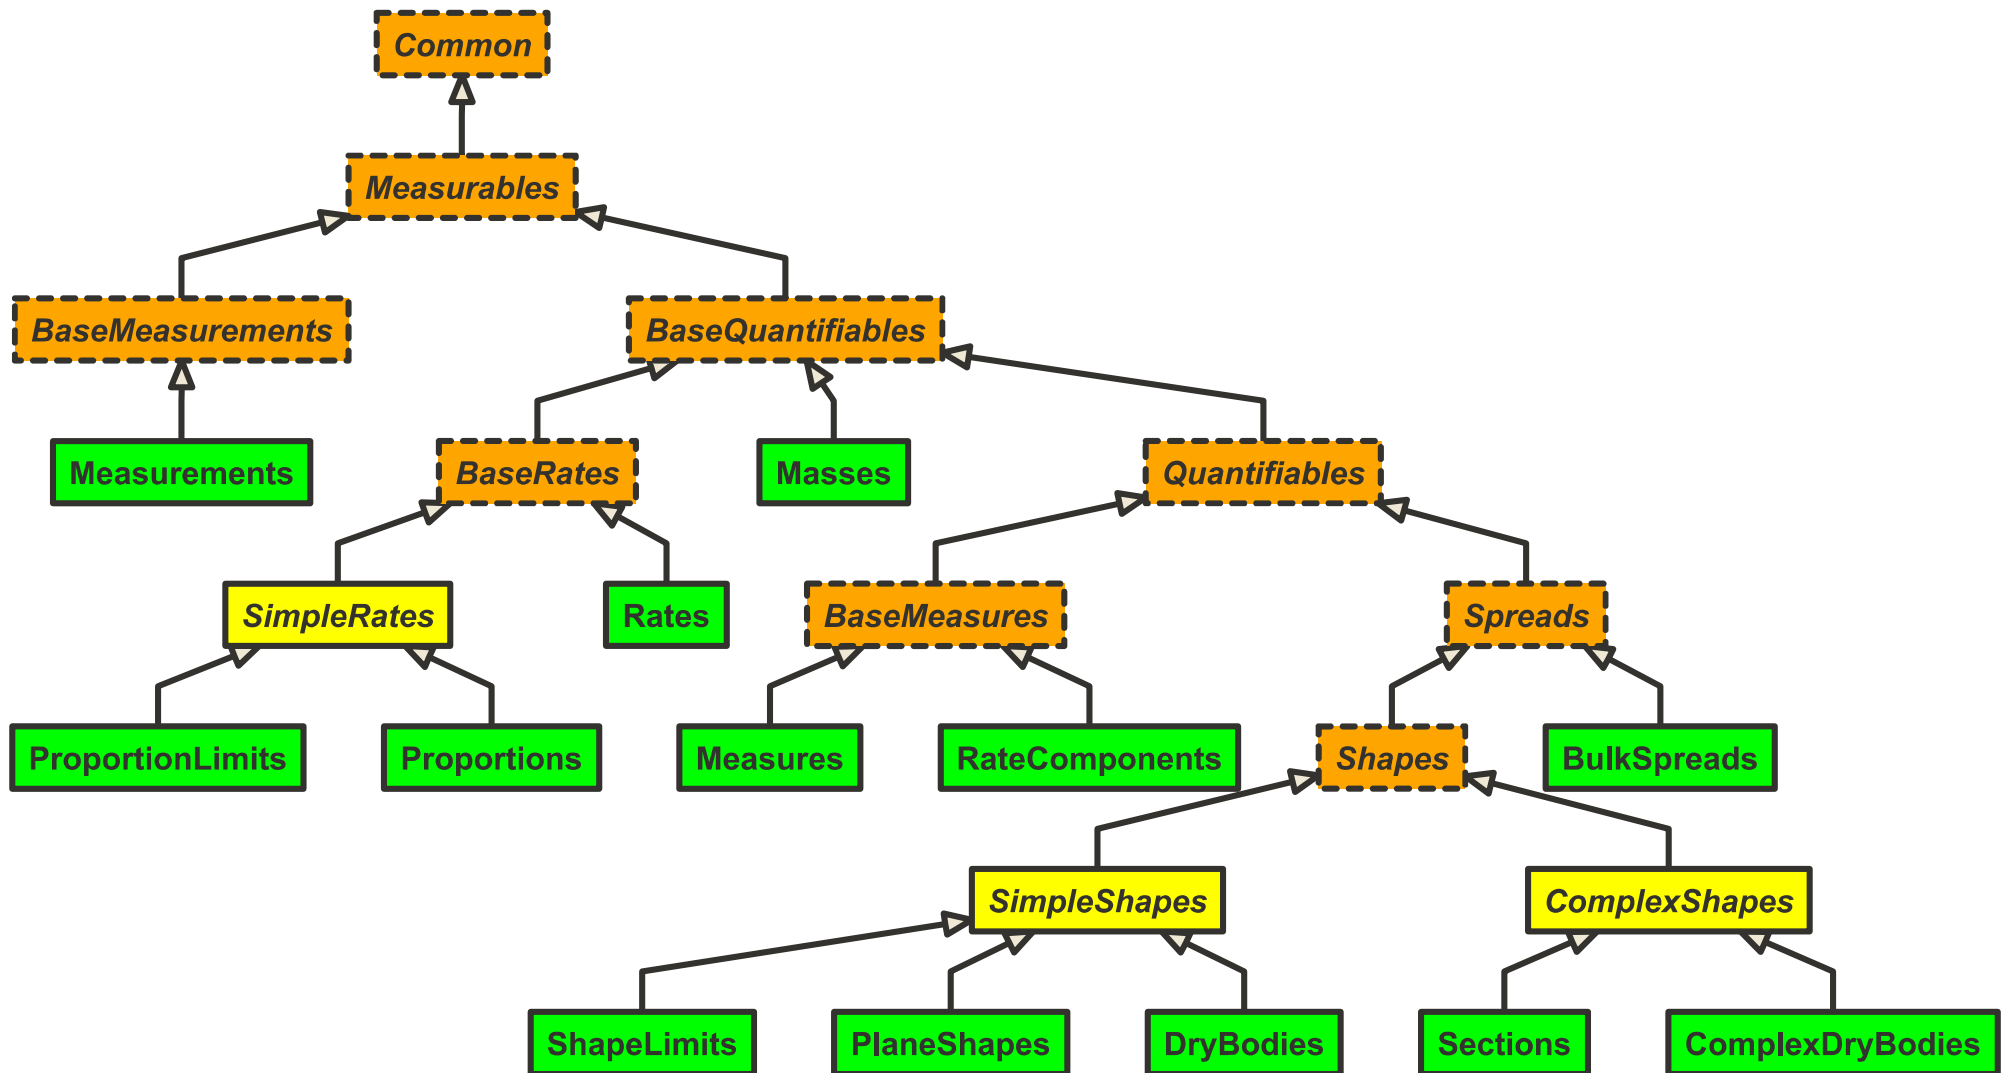 Common
Measurables
BaseMeasurements
BaseQuantifiables
Measurements
BaseRates
Masses
Quantifiables
SimpleRates
Rates
BaseMeasures
Spreads
ProportionLimits
Proportions
Measures
RateComponents
Shapes
BulkSpreads
SimpleShapes
ComplexShapes
ShapeLimits
PlaneShapes
DryBodies
Sections
ComplexDryBodies